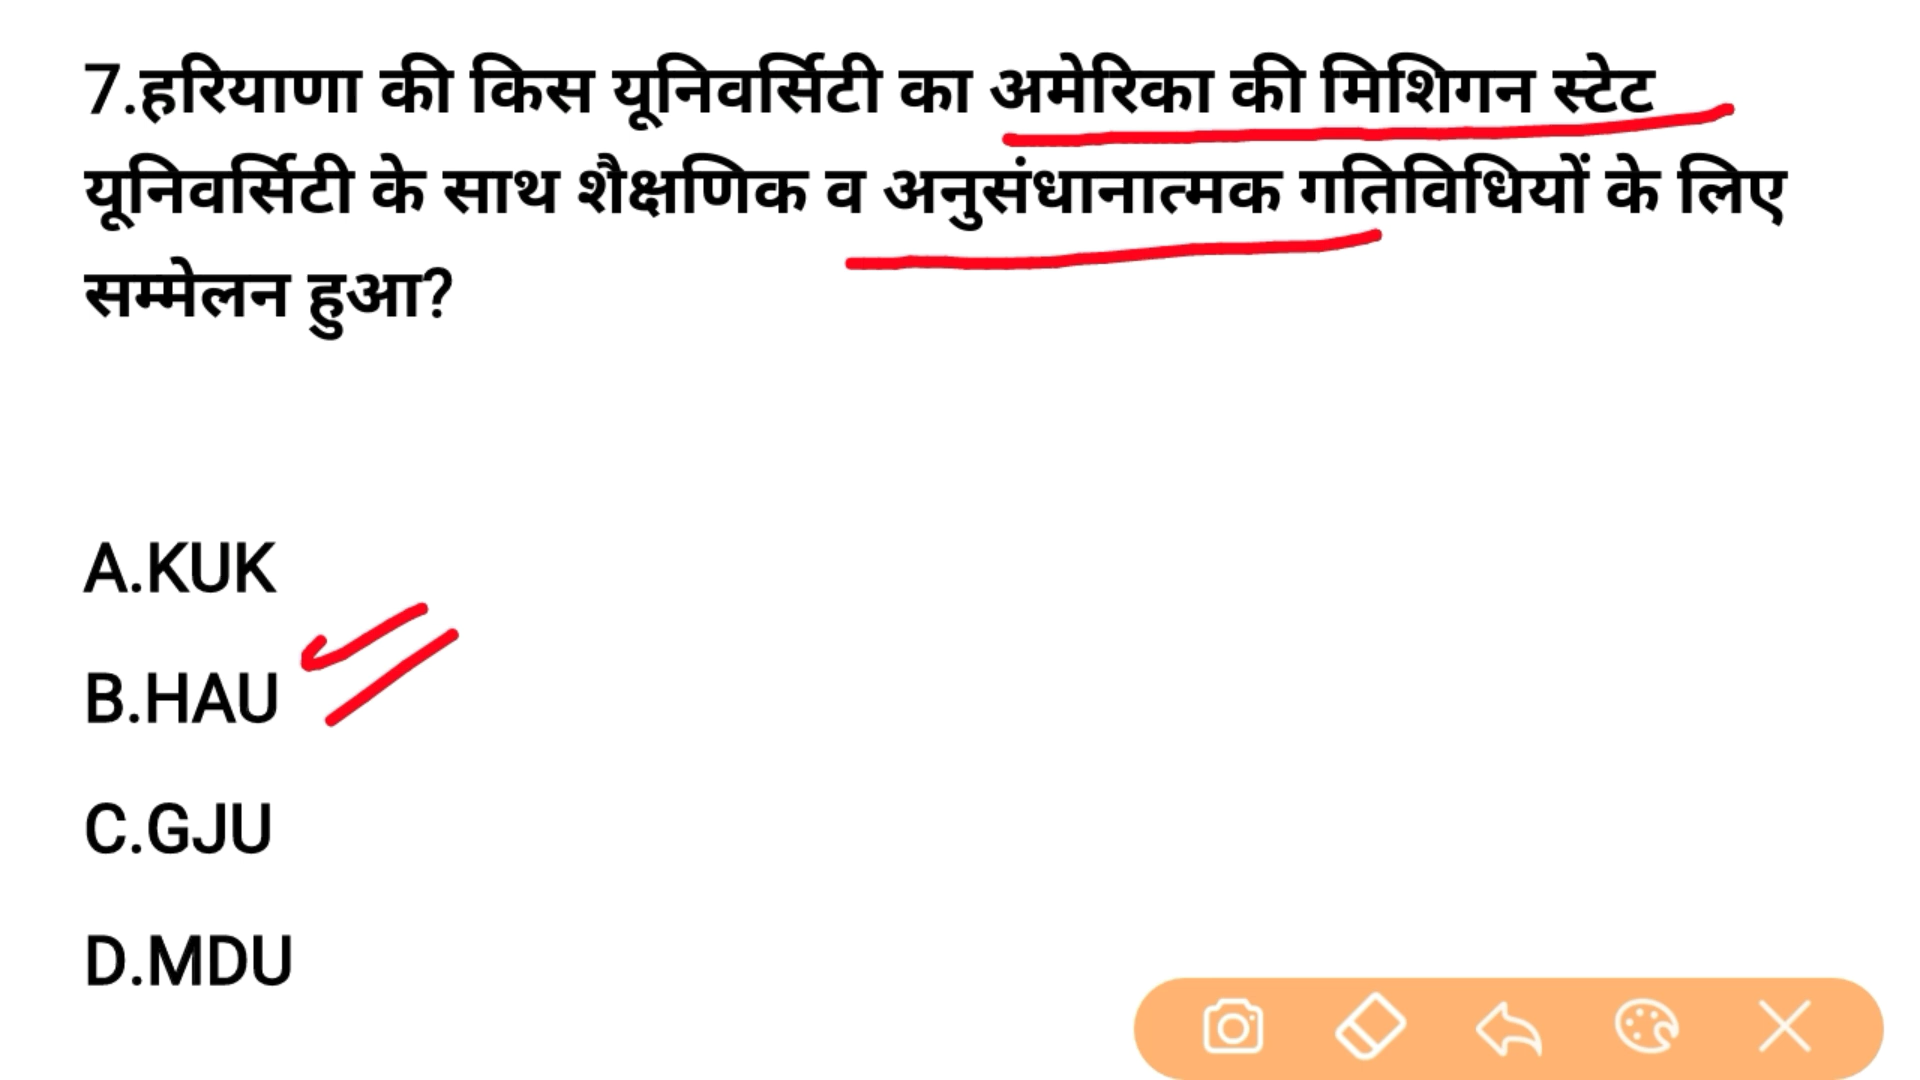 7.हरियाणा की किस यूनिवर्सिटी का अमेरिका की मिशिगन स्टेट
यूनिवर्सिटी के साथ शैक्षणिक व अनुसंधानात्मक गतिविधियों के लिए
सम्मेलन हुआ?
A.KUK
B.HAU
C.GJU
D.MDU